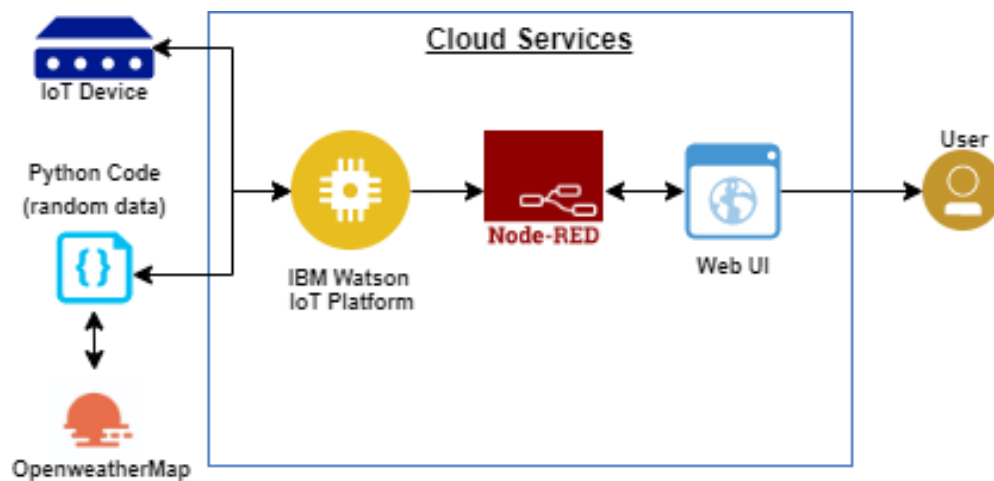 Cloud Services
IoT Device
Python Code
(random data)
OpenweatherMap
IBM Watson
IoT Platform
Node-RED
Web UI
User